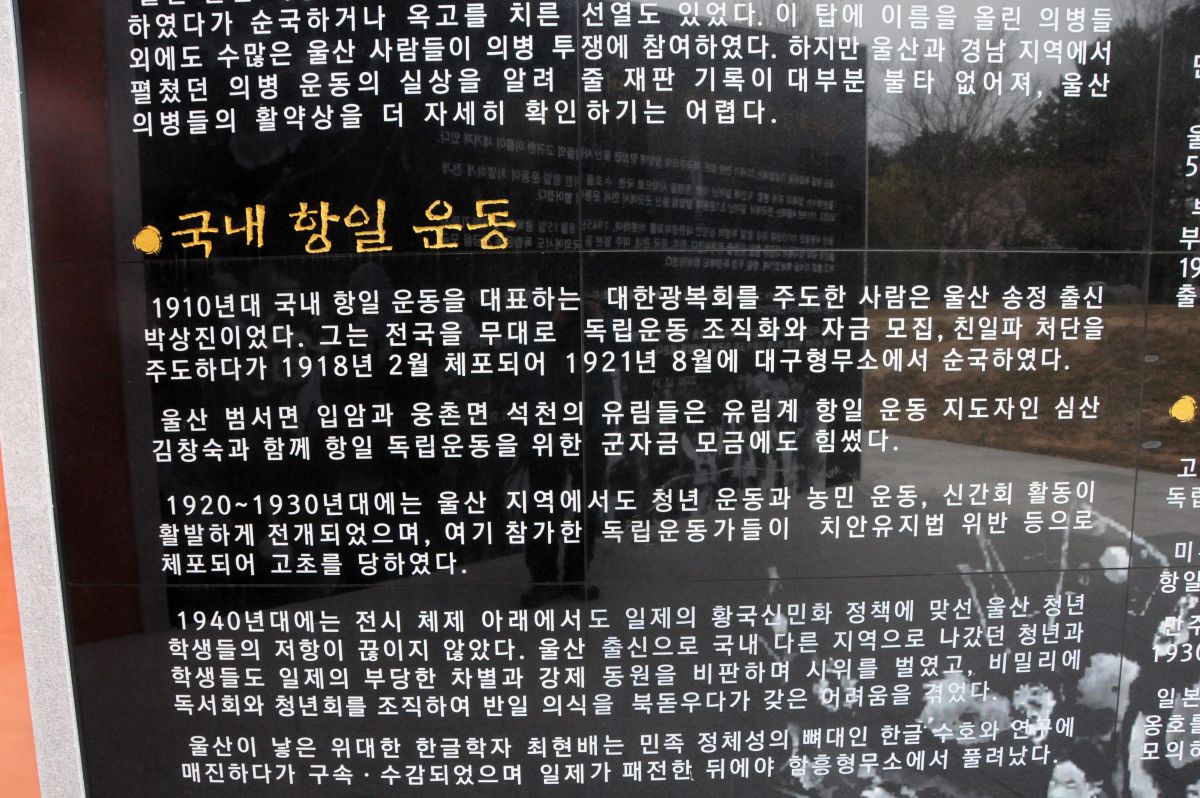 하였다가 순국하거나 옥고를 치른 선열도 있었다. 이 탑에 이름을 올린 의병들
외에도 수많은 울산 사람들이 의병 투쟁에 참여하였다. 하지만 울산과 경남 지역에서
펼쳤던 의병 운동의 실상을 알려 줄 재판 기록이 대부분 불타 없어져, 울산
의병들의 활약상을 더 자세히 확인하기는 어렵다.
국내 항일 운동
1910년대 국내 항일 운동을 대표하는 대한광복회를 주도한 사람은 울산 송정 출신
박상진이었다. 그는 전국을 무대로 독립운동 조직화와 자금 모집, 친일파 처단을
주도하다가 1918년 2월 체포되어 1921년 8월에 대구형무소에서 순국하였다.
울산 범서면 입암과 웅촌면 석천의 유림들은 유림계 항일 운동 지도자인 심산
김창숙과 함께 항일 독립운동을 위한 군자금 모금에도 힘썼다.
1920~1930년대에는 울산 지역에서도 청년 운동과 농민 운동, 신간회 활동이
활발하게 전개되었으며, 여기 참가한 독립운동가들이 치안유지법 위반 등으로
체포되어 고초를 당하였다.
1940년대에는 전시 체제 아래에서도 일제의 황국신민화 정책에 맞선 울산 청년
학생들의 저항이 끊이지 않았다. 울산 출신으로 국내 다른 지역으로 나갔던 청년과
학생들도 일제의 부당한 차별과 강제 동원을 비판하며 시위를 벌였고, 비밀리에
독서회와 청년회를 조직하여 반일 의식을 북돋우다가 갖은 어려움을 겪었다.
울산이 낳은 위대한 한글학자 최현배는 민족 정체성의 뼈대인 한글 수호와 연구에
매진하다가 구속·수감되었으며 일제가 패전한 뒤에야 함흥형무소에서 풀려났다.
울
5
부
19
출
고
독립
미
항일
만주
1930
일본
옹호를
모의하